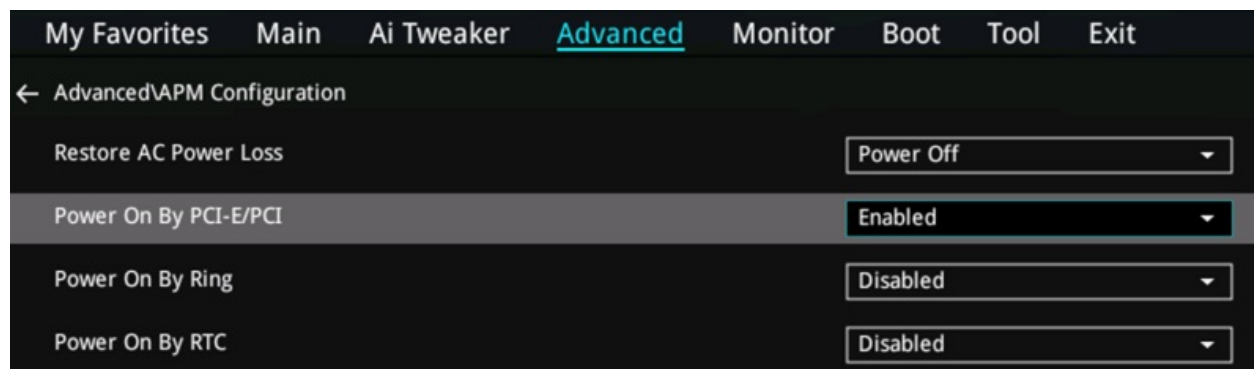 My Favorites Main Ai Tweaker Advanced Monitor Boot Tool Exit
← Advanced\APM Configuration
Restore AC Power Loss Power Off
Power On By PCI-E/PCI Enabled
Power On By Ring Disabled
Power On By RTC Disabled